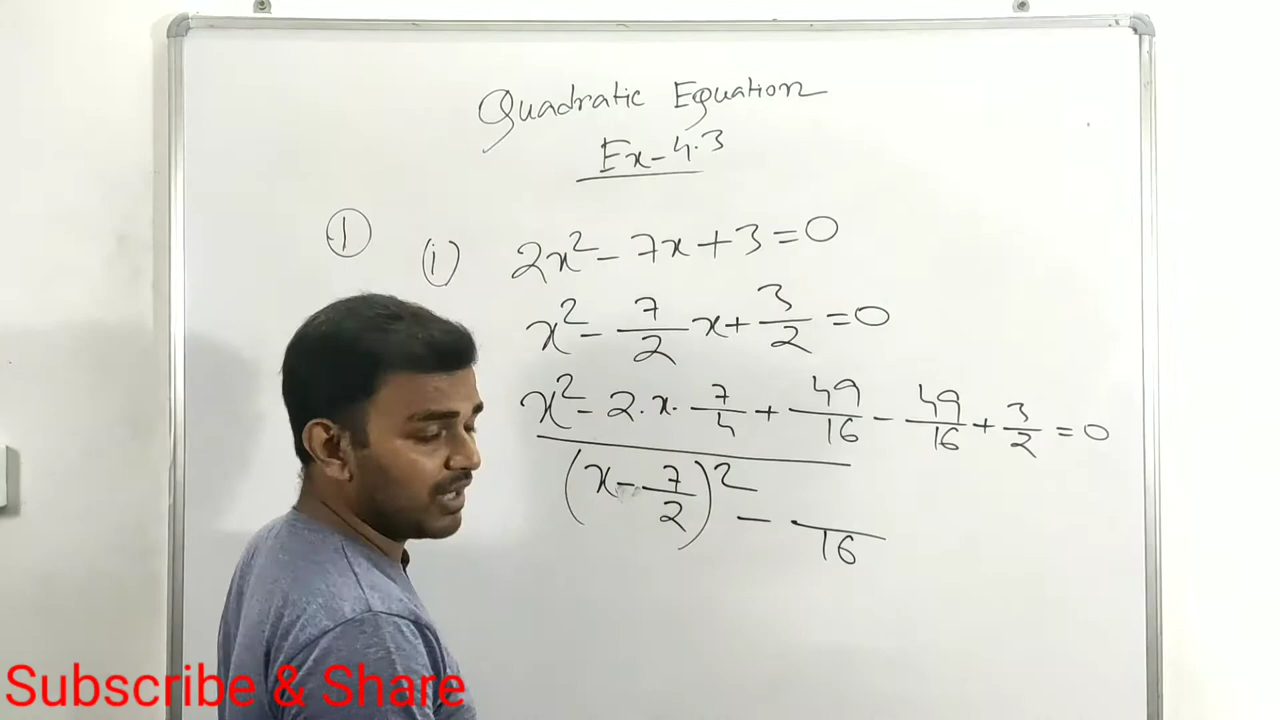 Quadratic Equation
Ex-4.3
① (i) 2x² - 7x + 3 = 0
x² - 7/2 x + 3/2 = 0
x² - 2·x·7/4 + 49/16 - 49/16 + 3/2 = 0
(x - 7/2)² - /16
Subscribe & Share